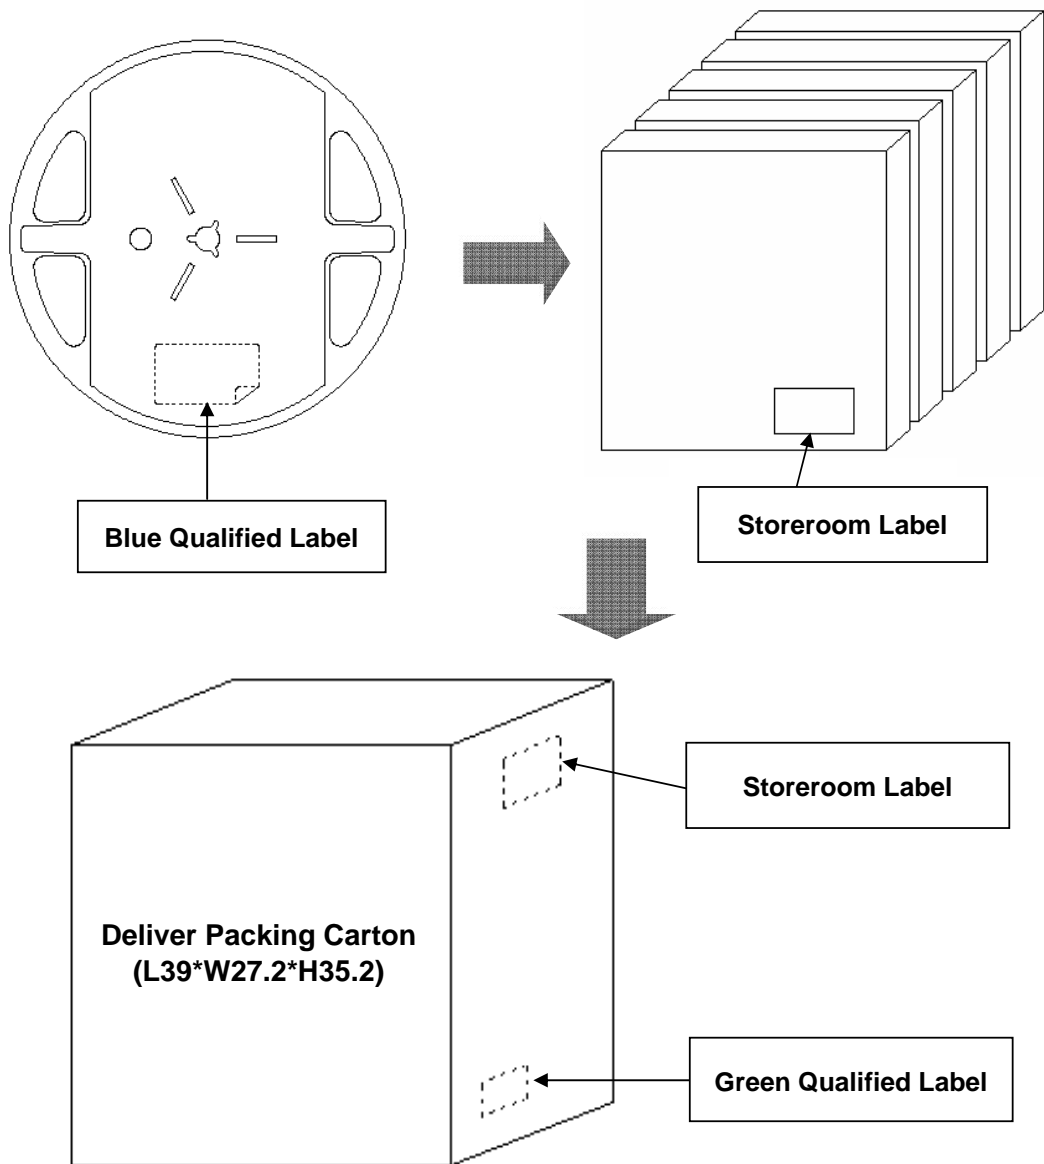 Blue Qualified Label
Storeroom Label
Storeroom Label
Deliver Packing Carton
(L39*W27.2*H35.2)
Green Qualified Label